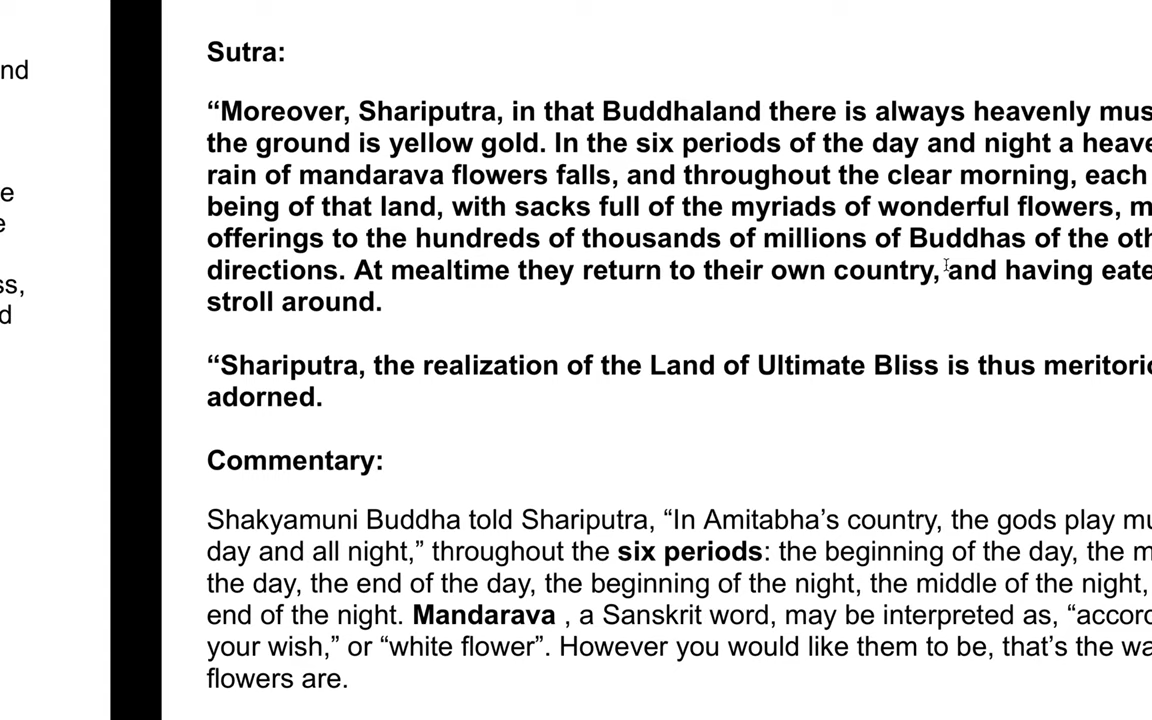 nd
e
e
ss,
d
Sutra:
“Moreover, Shariputra, in that Buddhaland there is always heavenly mus
the ground is yellow gold. In the six periods of the day and night a heave
rain of mandarava flowers falls, and throughout the clear morning, each
being of that land, with sacks full of the myriads of wonderful flowers, m
offerings to the hundreds of thousands of millions of Buddhas of the oth
directions. At mealtime they return to their own country, and having eate
stroll around.
“Shariputra, the realization of the Land of Ultimate Bliss is thus meritoric
adorned.
Commentary:
Shakyamuni Buddha told Shariputra, “In Amitabha’s country, the gods play mu
day and all night,” throughout the six periods: the beginning of the day, the m
the day, the end of the day, the beginning of the night, the middle of the night,
end of the night. Mandarava , a Sanskrit word, may be interpreted as, “accord
your wish,” or “white flower”. However you would like them to be, that’s the wa
flowers are.